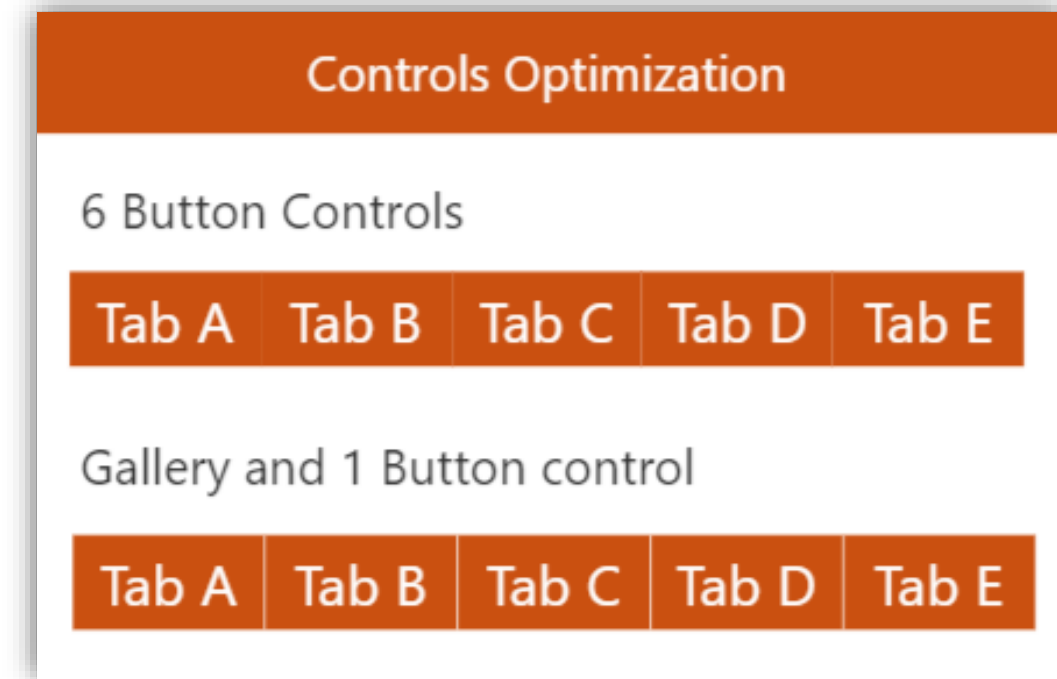 Controls Optimization
6 Button Controls
Tab A Tab B Tab C Tab D Tab E
Gallery and 1 Button control
Tab A Tab B Tab C Tab D Tab E